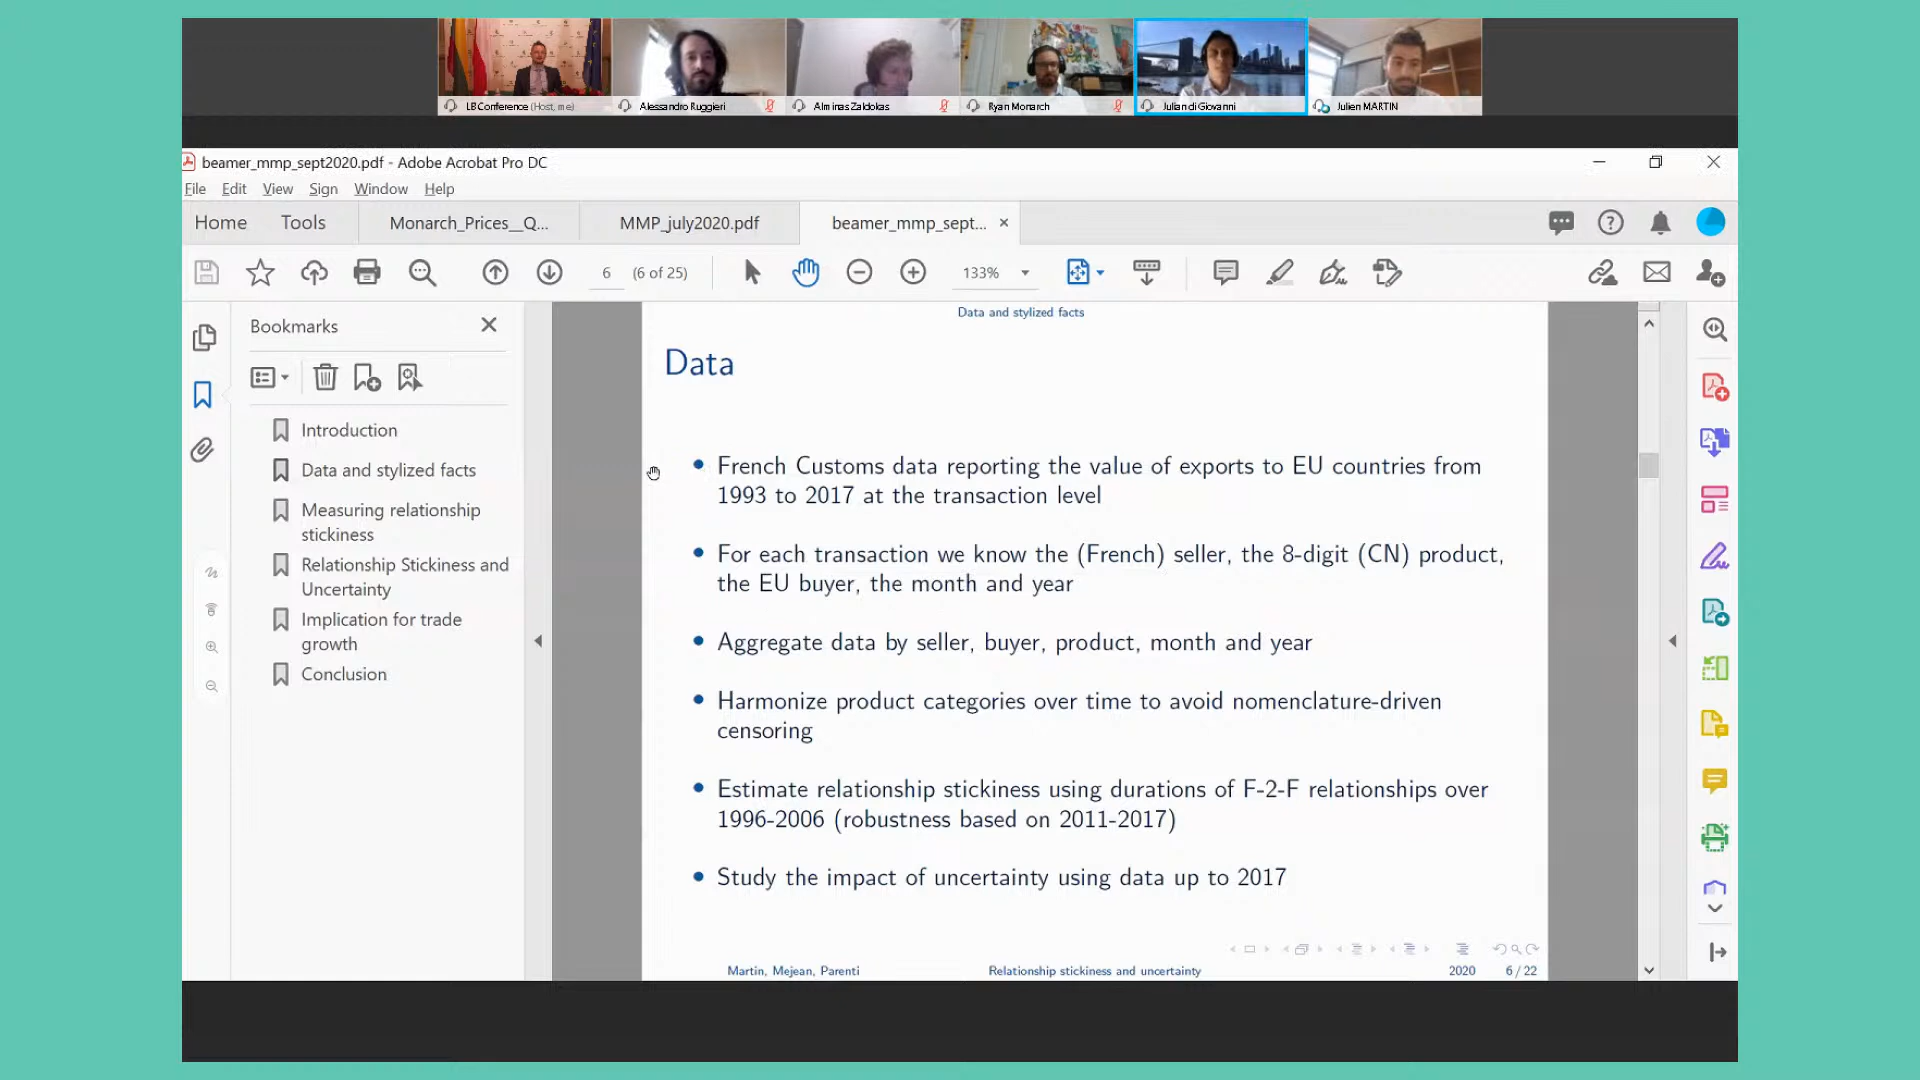 LB Conference (Host, me)
Alessandro Ruggieri
Alminas Zaldokas
Ryan Monarch
Julian di Giovanni
Julien MARTIN
beamer_mmp_sept2020.pdf - Adobe Acrobat Pro DC
File Edit View Sign Window Help
Home Tools Monarch_Prices__Q... MMP_july2020.pdf beamer_mmp_sept...
6 (6 of 25) 133%
Bookmarks
Introduction
Data and stylized facts
Measuring relationship
stickiness
Relationship Stickiness and
Uncertainty
Implication for trade
growth
Conclusion
Data and stylized facts
Data
French Customs data reporting the value of exports to EU countries from
1993 to 2017 at the transaction level
For each transaction we know the (French) seller, the 8-digit (CN) product,
the EU buyer, the month and year
Aggregate data by seller, buyer, product, month and year
Harmonize product categories over time to avoid nomenclature-driven
censoring
Estimate relationship stickiness using durations of F-2-F relationships over
1996-2006 (robustness based on 2011-2017)
Study the impact of uncertainty using data up to 2017
Martin, Mejean, Parenti Relationship stickiness and uncertainty 2020 6 / 22